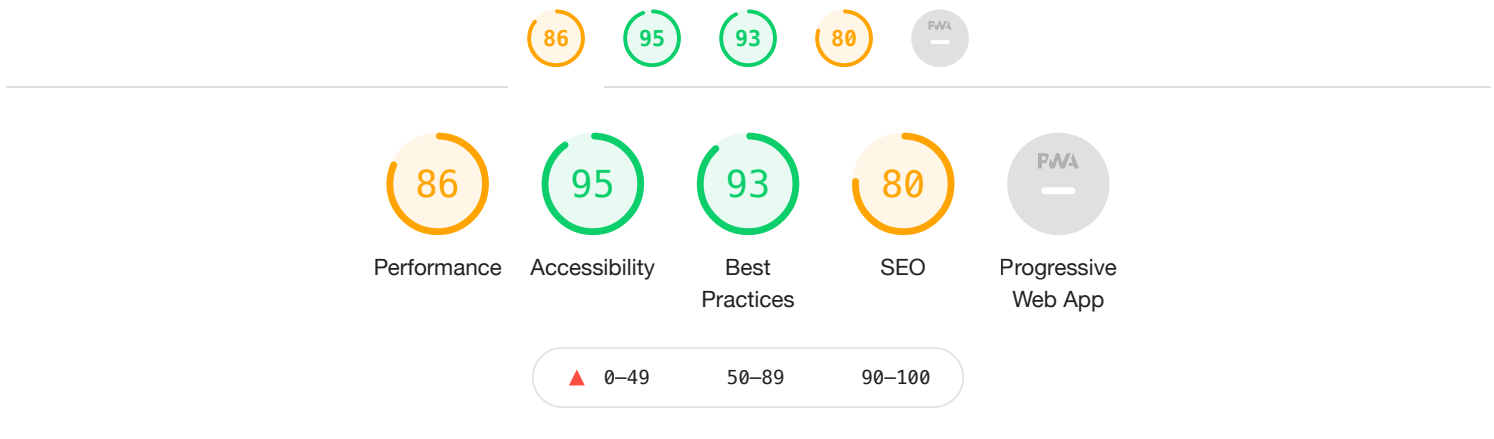 86 95 93 80 PWA
86 95 93 80 PWA
Performance Accessibility Best Practices SEO Progressive Web App
0–49 50–89 90–100